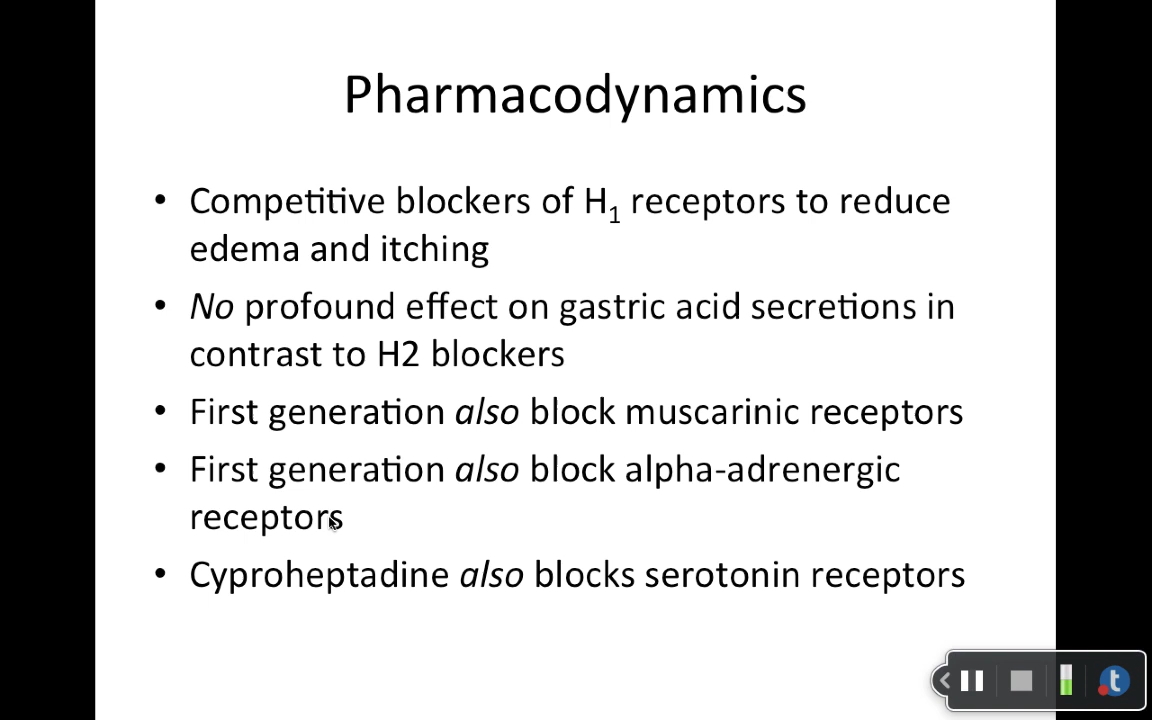 Pharmacodynamics
• Competitive blockers of H₁ receptors to reduce
edema and itching
• No profound effect on gastric acid secretions in
contrast to H2 blockers
• First generation also block muscarinic receptors
• First generation also block alpha-adrenergic
receptors
• Cyproheptadine also blocks serotonin receptors
t